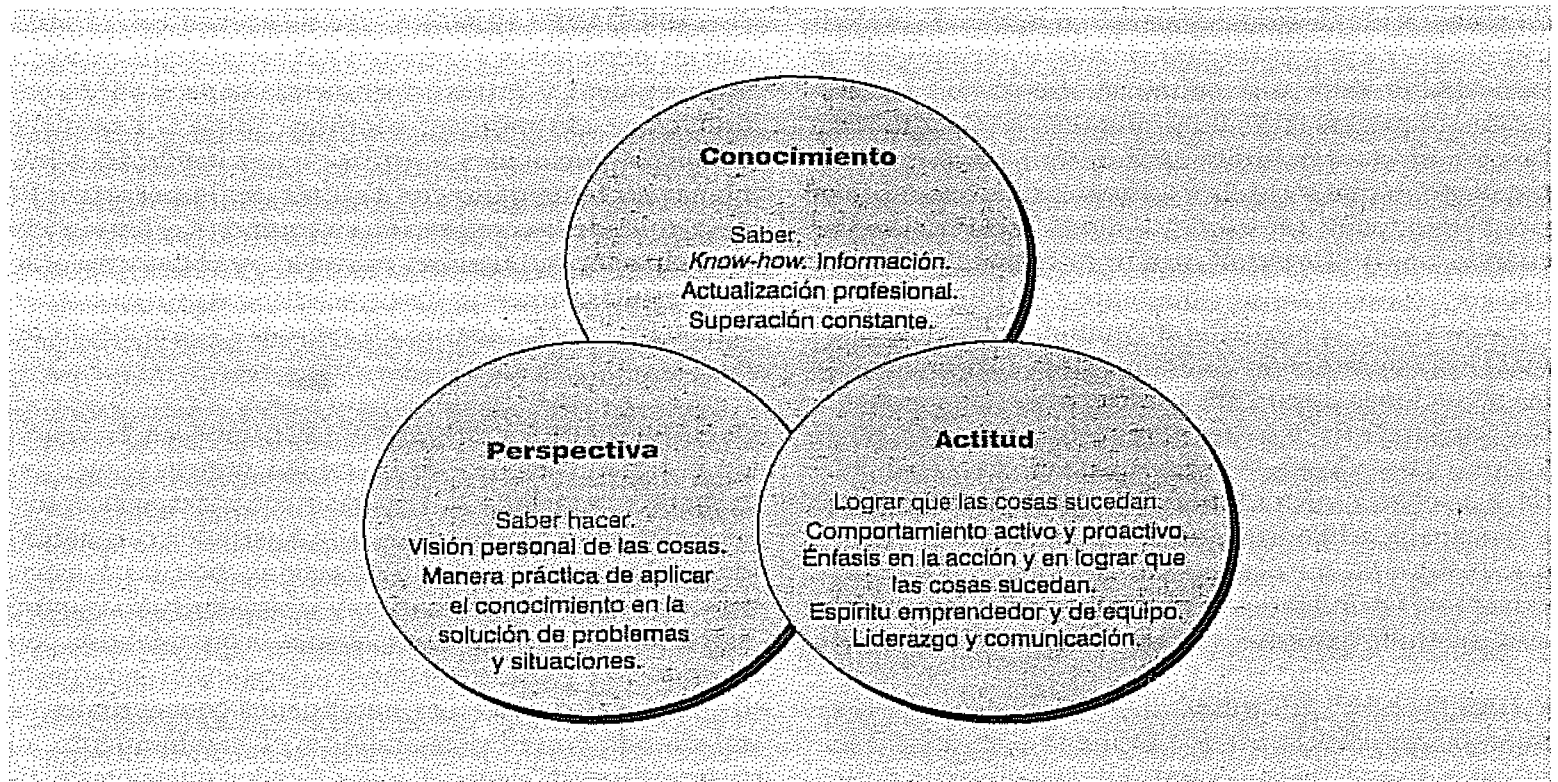 Conocimiento
Saber.
Know-how. Información.
Actualización profesional.
Superación constante.
Perspectiva
Saber hacer.
Visión personal de las cosas.
Manera práctica de aplicar
el conocimiento en la
solución de problemas
y situaciones.
Actitud
Lograr que las cosas sucedan.
Comportamiento activo y proactivo.
Énfasis en la acción y en lograr que
las cosas sucedan.
Espíritu emprendedor y de equipo.
Liderazgo y comunicación.